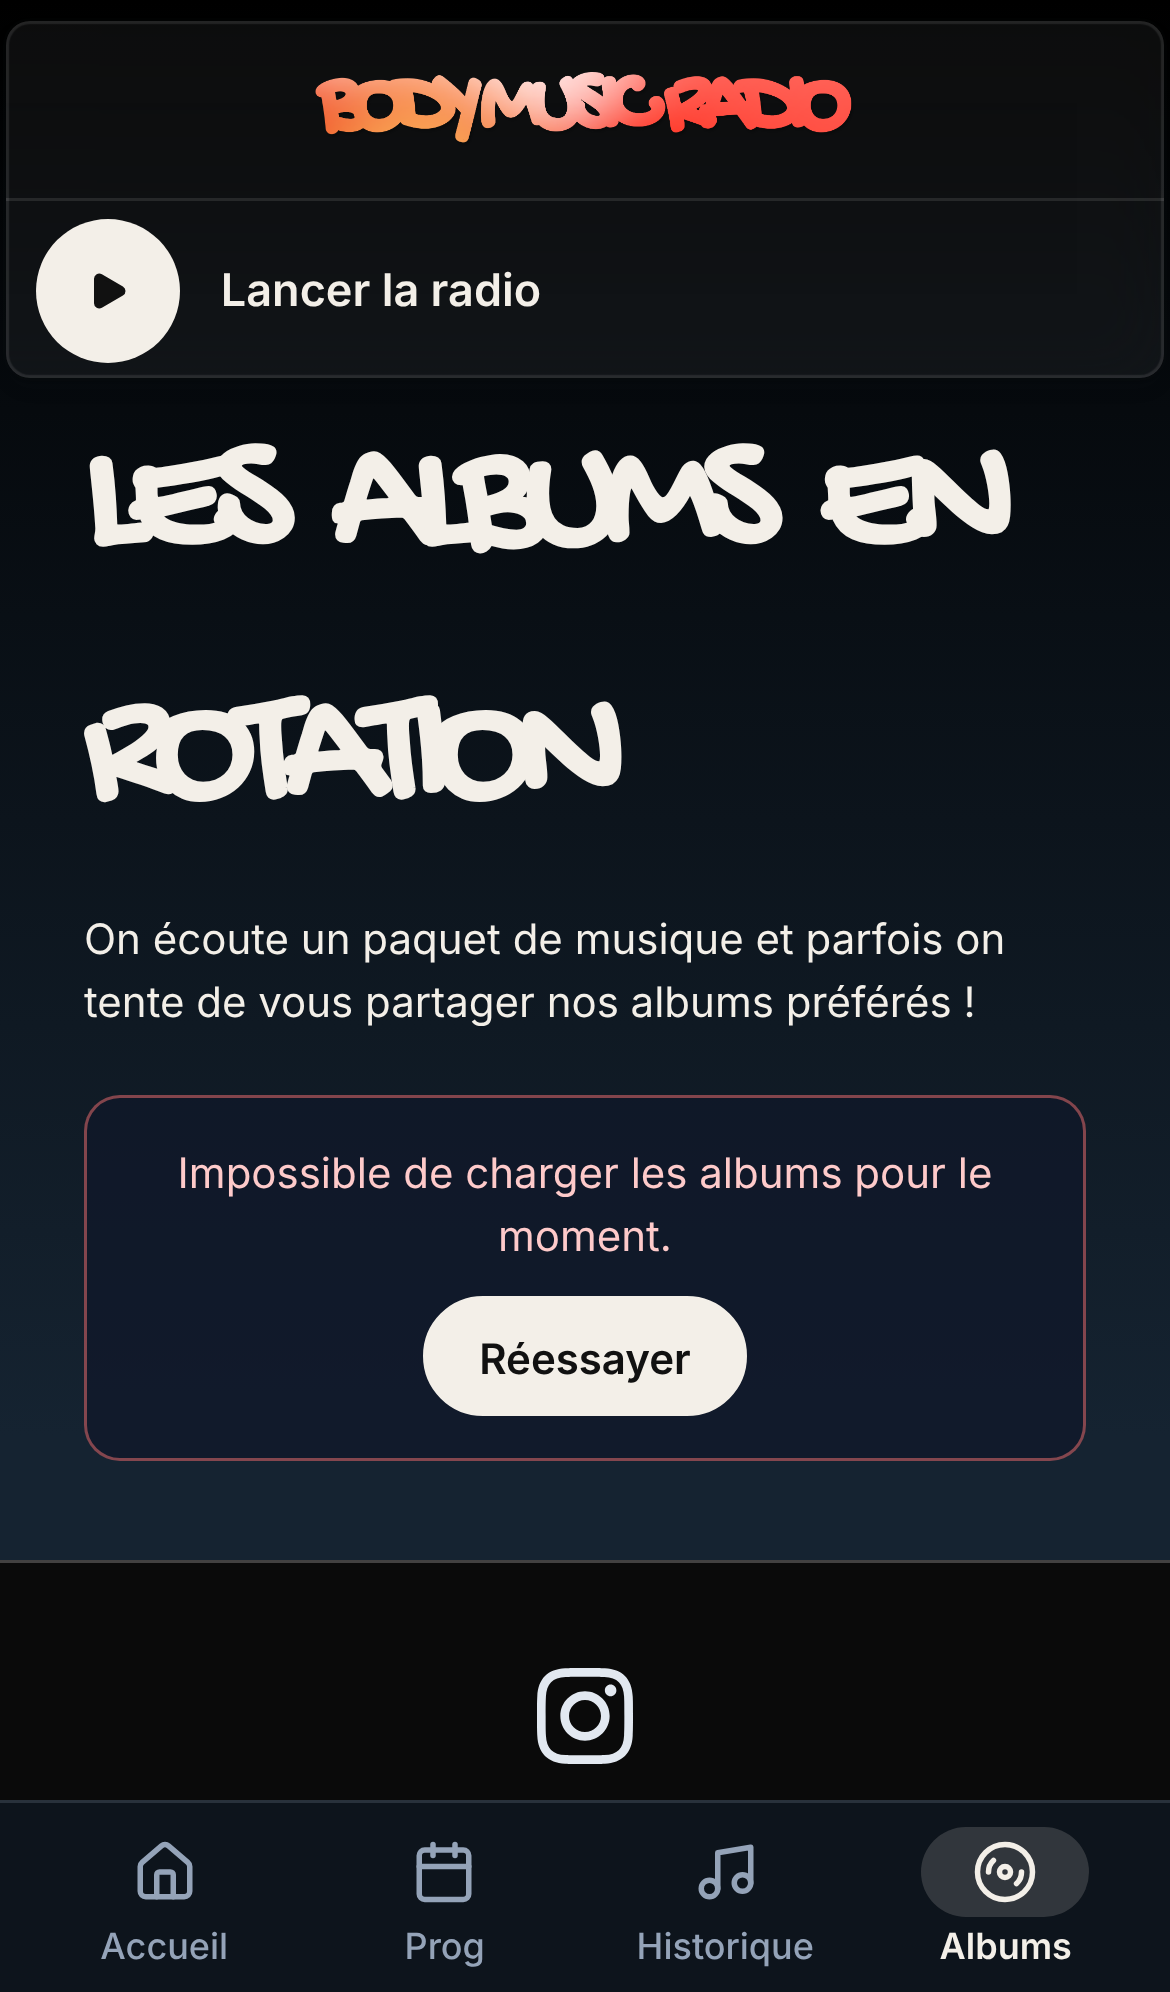 BODYMUSICRADIO
Lancer la radio
LES ALBUMS EN
ROTATION
On écoute un paquet de musique et parfois on
tente de vous partager nos albums préférés !
Impossible de charger les albums pour le
moment.
Réessayer
Accueil
Prog
Historique
Albums